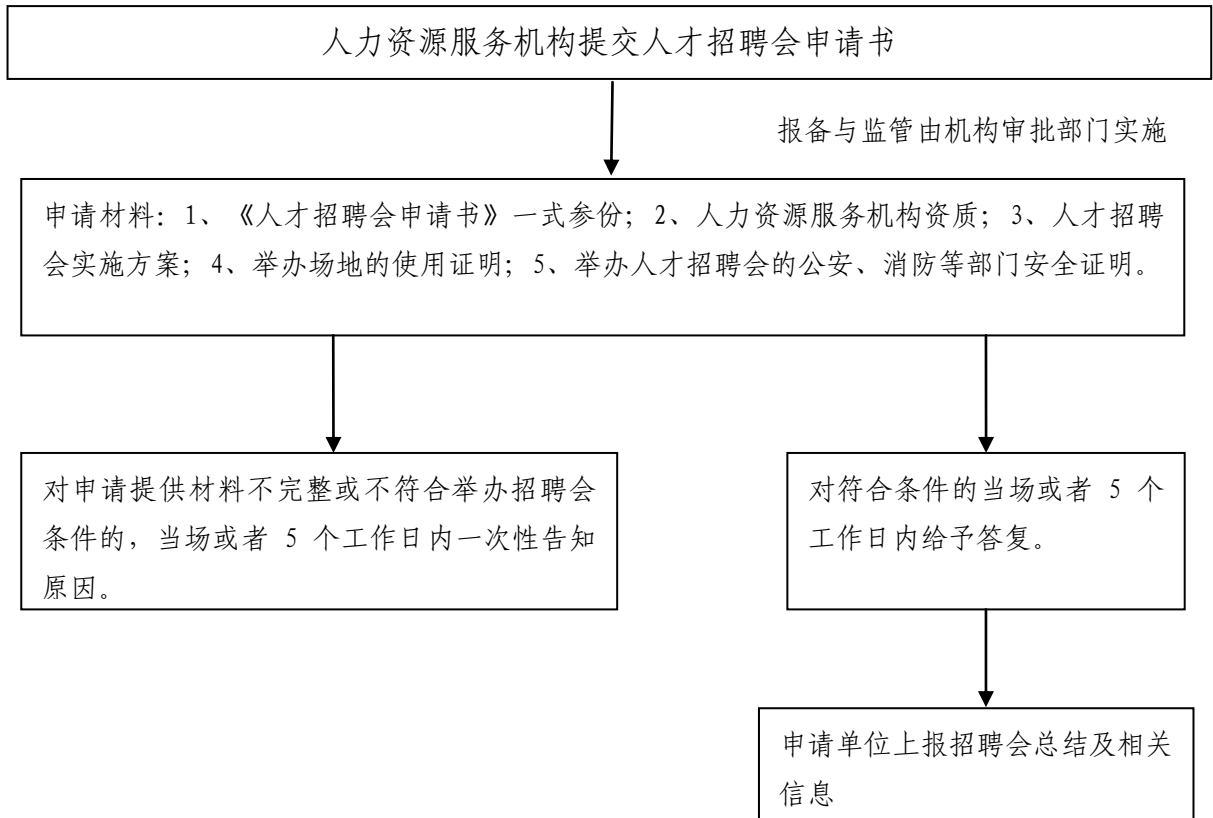 人力资源服务机构提交人才招聘会申请书
报备与监管由机构审批部门实施
申请材料：1、《人才招聘会申请书》一式参份；2、人力资源服务机构资质；3、人才招聘
会实施方案；4、举办场地的使用证明；5、举办人才招聘会的公安、消防等部门安全证明。
对申请提供材料不完整或不符合举办招聘会
条件的，当场或者 5 个工作日内一次性告知
原因。
对符合条件的当场或者 5 个
工作日内给予答复。
申请单位上报招聘会总结及相关
信息